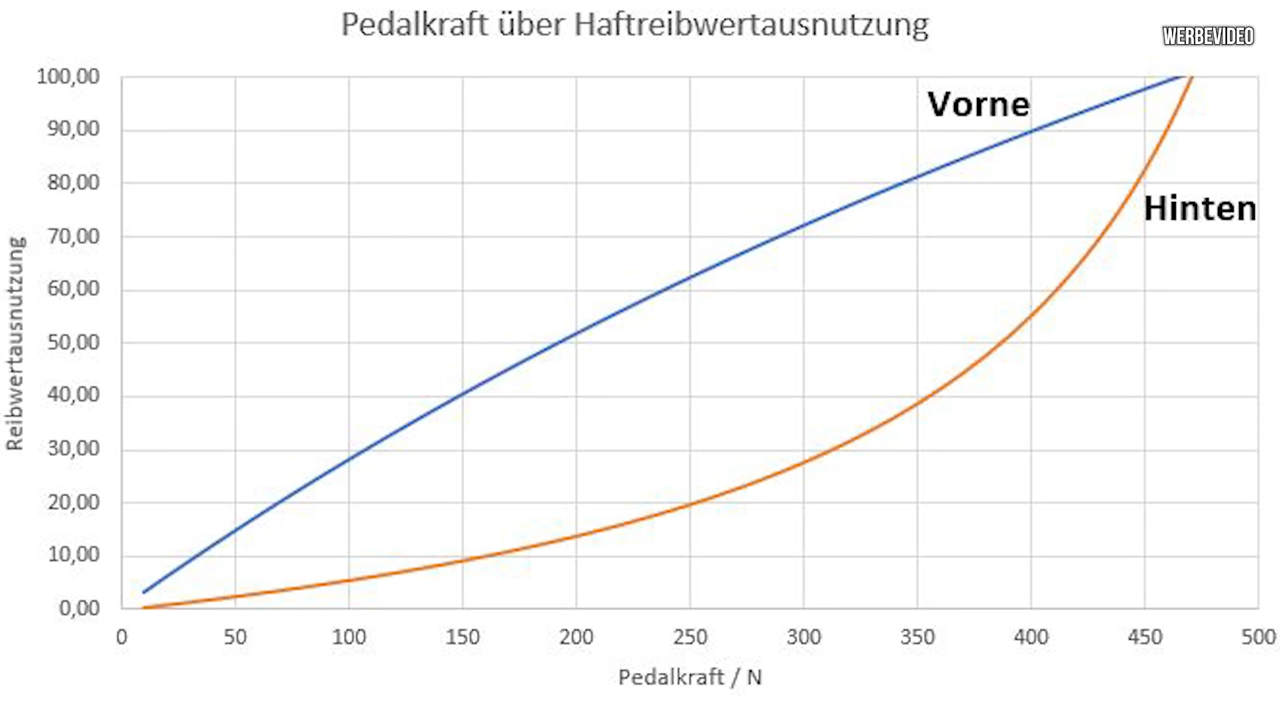 Pedalkraft über Haftreibwertausnutzung
WERBEVIDEO
100,00
90,00
80,00
70,00
60,00
50,00
40,00
30,00
20,00
10,00
0,00
Reibwertausnutzung
Vorne
Hinten
0 50 100 150 200 250 300 350 400 450 500
Pedalkraft / N